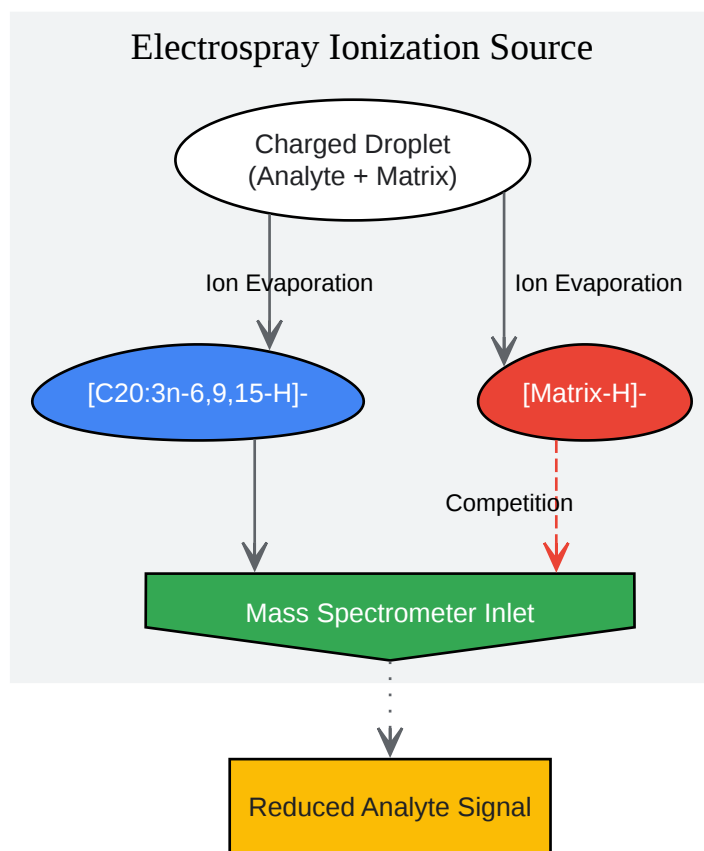 Electrospray Ionization Source
Charged Droplet
(Analyte + Matrix)
Ion Evaporation
Ion Evaporation
[C20:3n-6,9,15-H]-
[Matrix-H]-
Competition
Mass Spectrometer Inlet
Reduced Analyte Signal